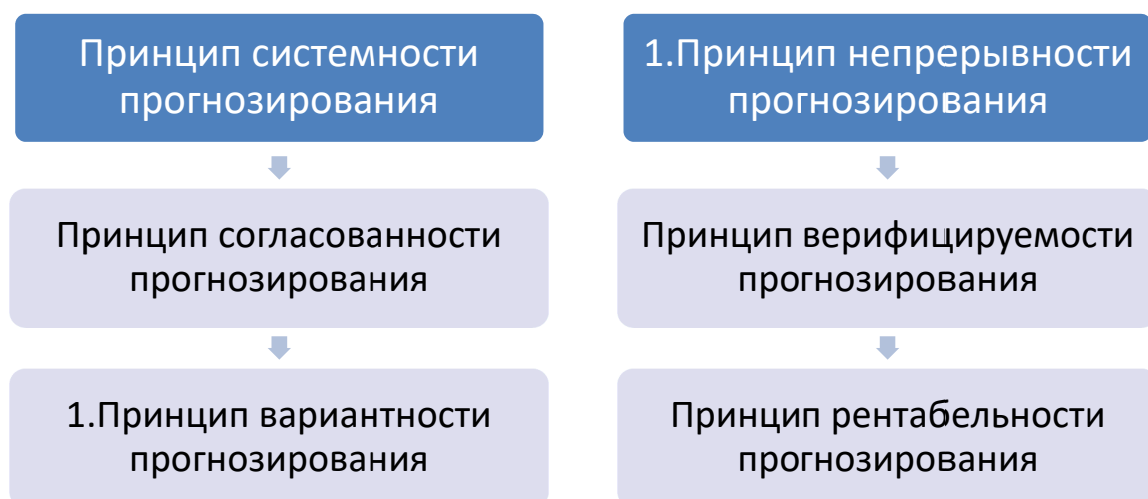 Принцип системности
прогнозирования
Принцип согласованности
прогнозирования
1.Принцип вариантности
прогнозирования
1.Принцип непрерывности
прогнозирования
Принцип верифицируемости
прогнозирования
Принцип рентабельности
прогнозирования